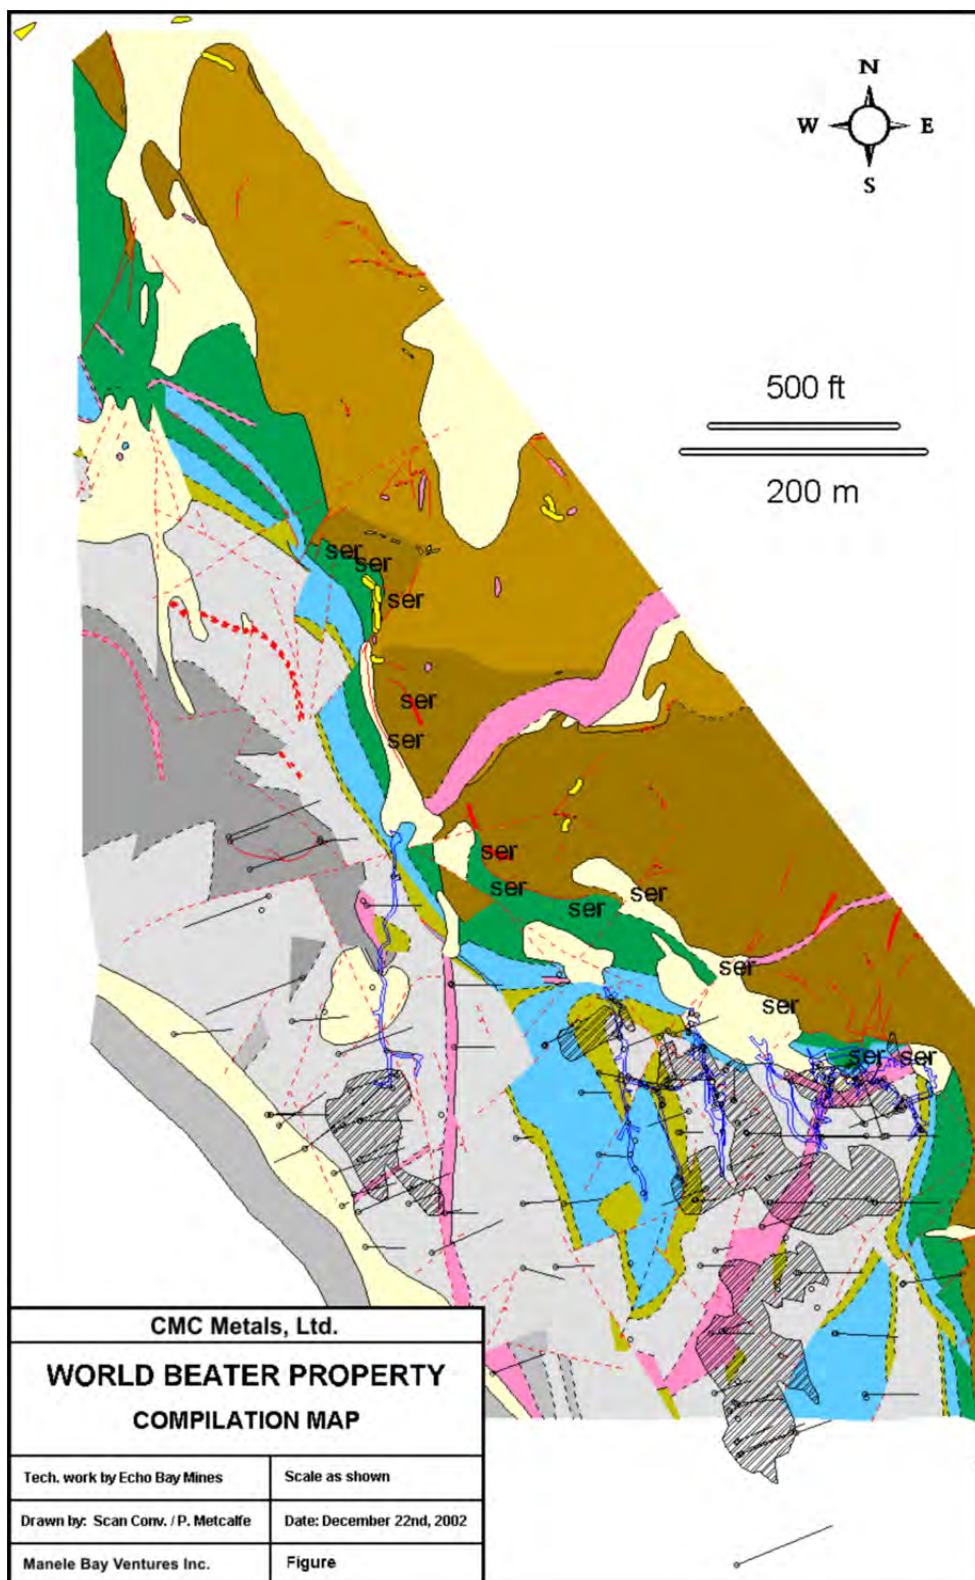 N
W E
S
500 ft
200 m
ser
ser
ser
ser
ser
ser
ser
ser
ser
ser
ser
ser
ser
CMC Metals, Ltd.
WORLD BEATER PROPERTY
COMPILATION MAP
Tech. work by Echo Bay Mines
Scale as shown
Drawn by: Scan Conv. / P. Metcalfe
Date: December 22nd, 2002
Manele Bay Ventures Inc.
Figure